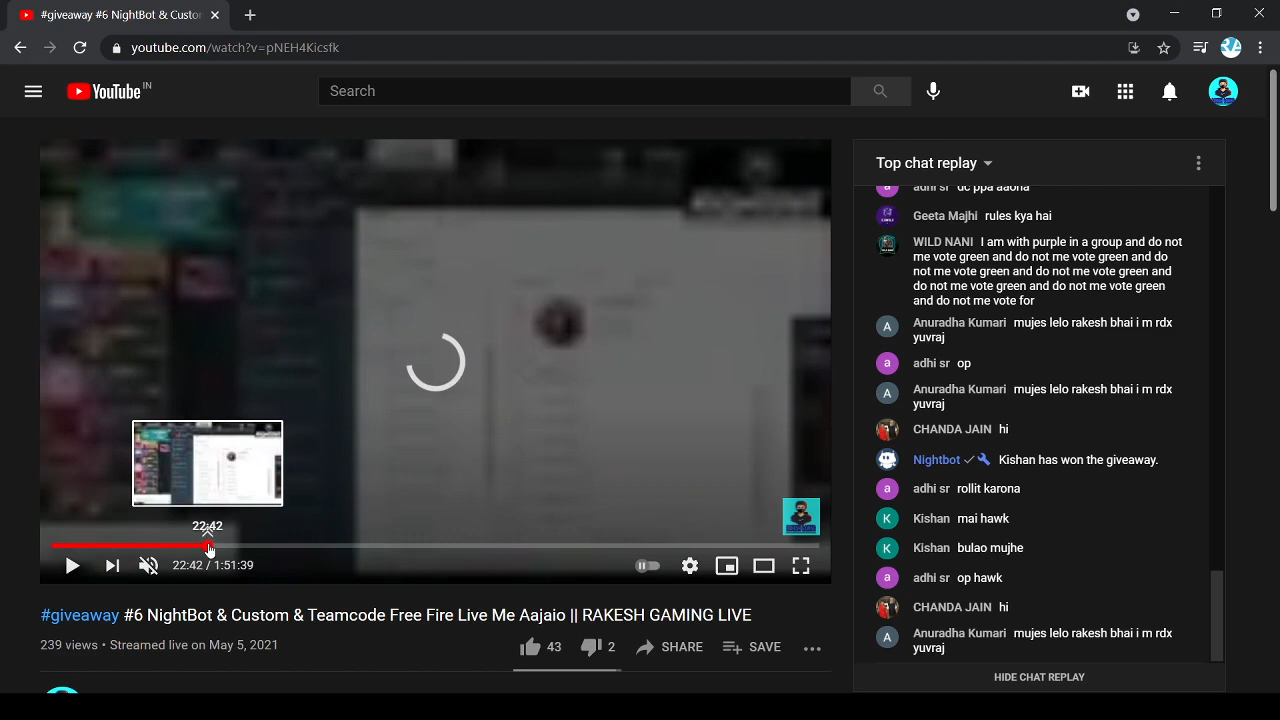 #giveaway #6 NightBot & Custor
youtube.com/watch?v=pNEH4Kicsfk
YouTube IN
Search
Top chat replay
adhi sr dc ppa aaona
Geeta Majhi rules kya hai
WILD NANI I am with purple in a group and do not
me vote green and do not me vote green and do
not me vote green and do not me vote green and
do not me vote green and do not me vote green
and do not me vote for
Anuradha Kumari mujes lelo rakesh bhai i m rdx
yuvraj
a adhi sr op
Anuradha Kumari mujes lelo rakesh bhai i m rdx
yuvraj
CHANDA JAIN hi
Nightbot Kishan has won the giveaway.
a adhi sr rollit karona
K Kishan mai hawk
K Kishan bulao mujhe
a adhi sr op hawk
CHANDA JAIN hi
A Anuradha Kumari mujes lelo rakesh bhai i m rdx
yuvraj
HIDE CHAT REPLAY
22:42
22:42 / 1:51:39
#giveaway #6 NightBot & Custom & Teamcode Free Fire Live Me Aajaio || RAKESH GAMING LIVE
239 views • Streamed live on May 5, 2021
43 2 SHARE SAVE